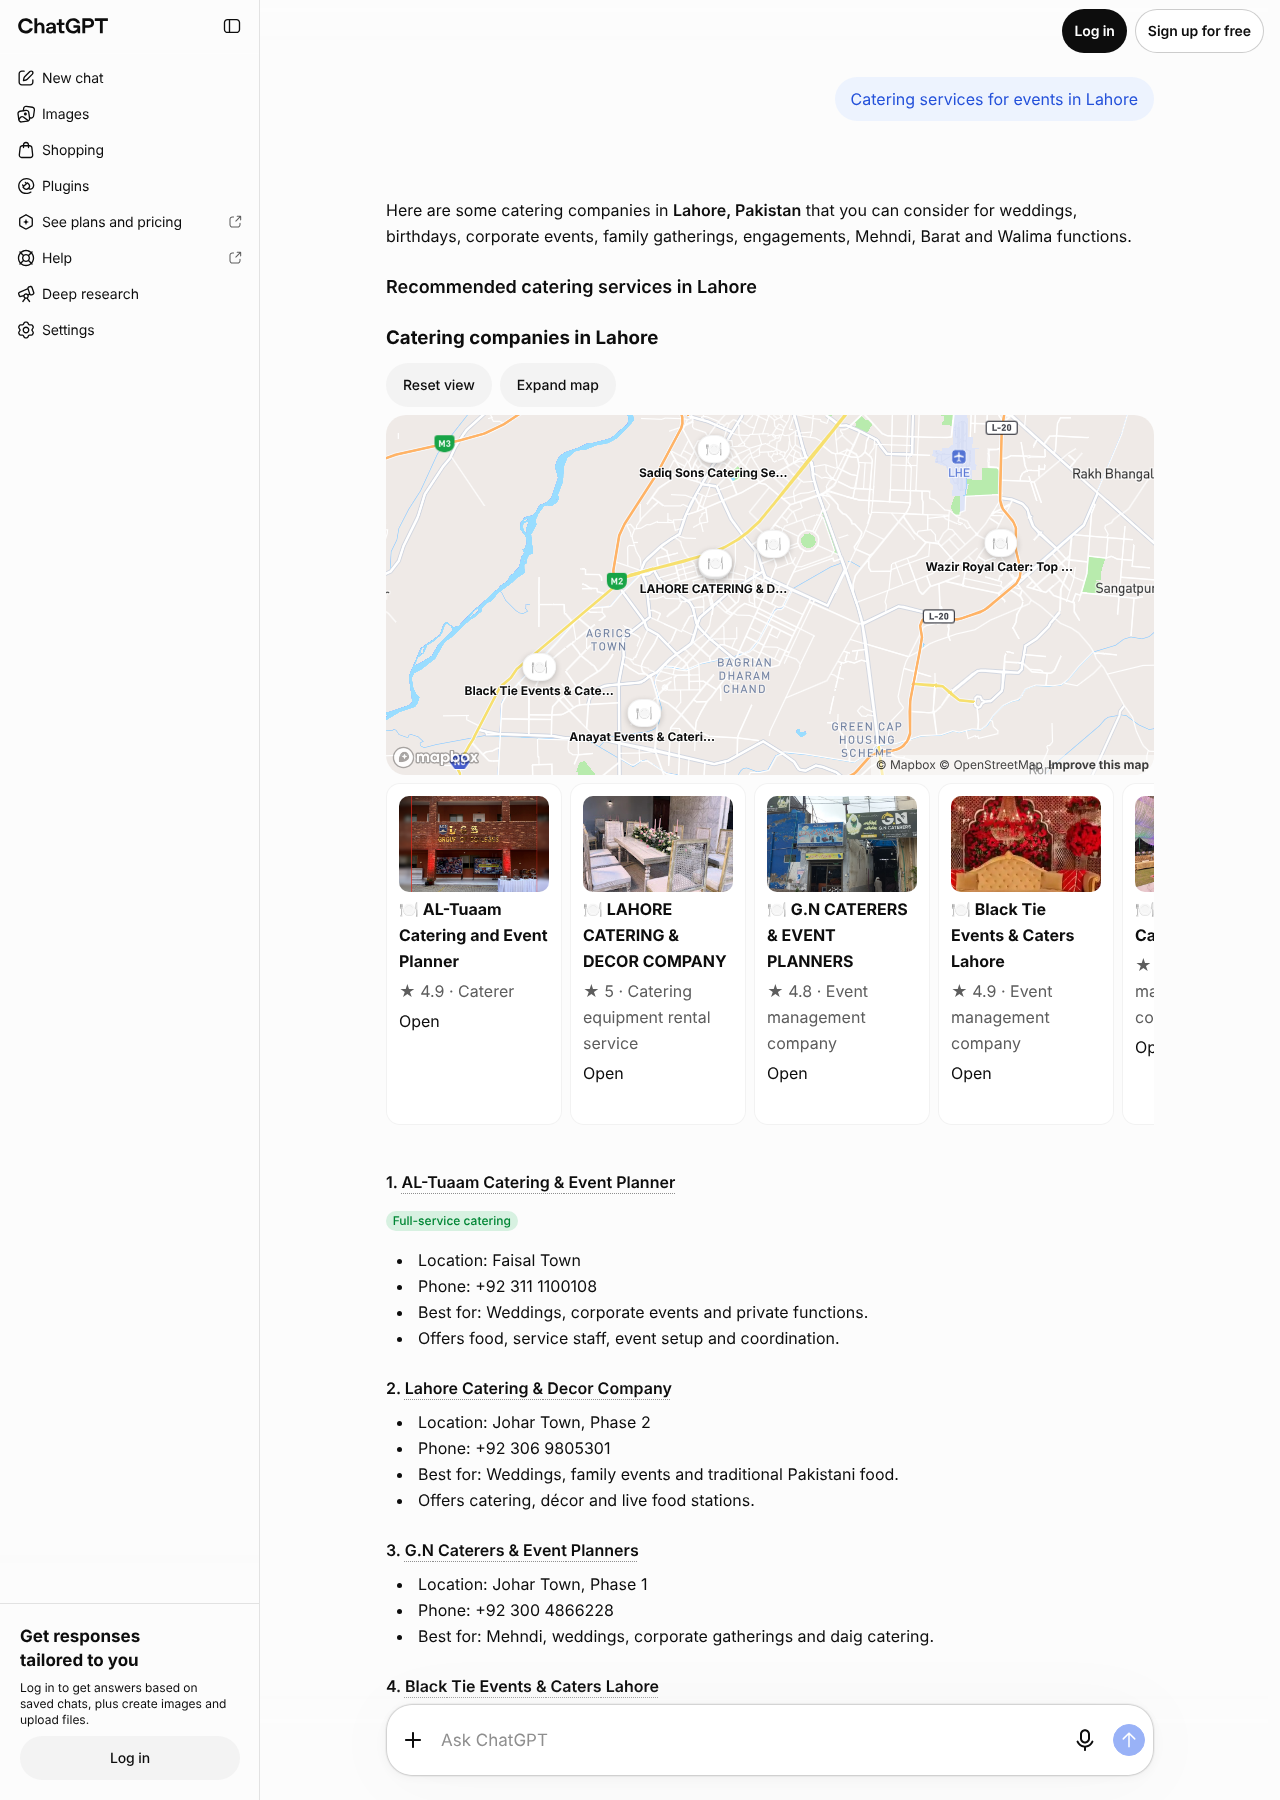 ChatGPT
New chat
Images
Shopping
Plugins
See plans and pricing
Help
Deep research
Settings
Get responses
tailored to you
Log in to get answers based on
saved chats, plus create images and
upload files.
Log in
Log in
Sign up for free
Catering services for events in Lahore
Here are some catering companies in Lahore, Pakistan that you can consider for weddings,
birthdays, corporate events, family gatherings, engagements, Mehndi, Barat and Walima functions.
Recommended catering services in Lahore
Catering companies in Lahore
Reset view
Expand map
M3
L-20
Sadiq Sons Catering Se...
LHE
Rakh Bhangal
Wazir Royal Cater: Top ...
M2
LAHORE CATERING & D...
Sangatpur
L-20
AGRICS
TOWN
BAGRIAN
DHARAM
CHAND
Black Tie Events & Cate...
Anayat Events & Cateri...
GREEN CAP
HOUSING
SCHEME
mapbox
N5
© Mapbox © OpenStreetMap Improve this map
GN
G.N CATERERS
AL-Tuaam
Catering and Event
Planner
★ 4.9 · Caterer
Open
LAHORE
CATERING &
DECOR COMPANY
★ 5 · Catering
equipment rental
service
Open
G.N CATERERS
& EVENT
PLANNERS
★ 4.8 · Event
management
company
Open
Black Tie
Events & Caters
Lahore
★ 4.9 · Event
management
company
Open
Ca
★
ma
co
Op
1. AL-Tuaam Catering & Event Planner
Full-service catering
• Location: Faisal Town
• Phone: +92 311 1100108
• Best for: Weddings, corporate events and private functions.
• Offers food, service staff, event setup and coordination.
2. Lahore Catering & Decor Company
• Location: Johar Town, Phase 2
• Phone: +92 306 9805301
• Best for: Weddings, family events and traditional Pakistani food.
• Offers catering, décor and live food stations.
3. G.N Caterers & Event Planners
• Location: Johar Town, Phase 1
• Phone: +92 300 4866228
• Best for: Mehndi, weddings, corporate gatherings and daig catering.
4. Black Tie Events & Caters Lahore
Ask ChatGPT